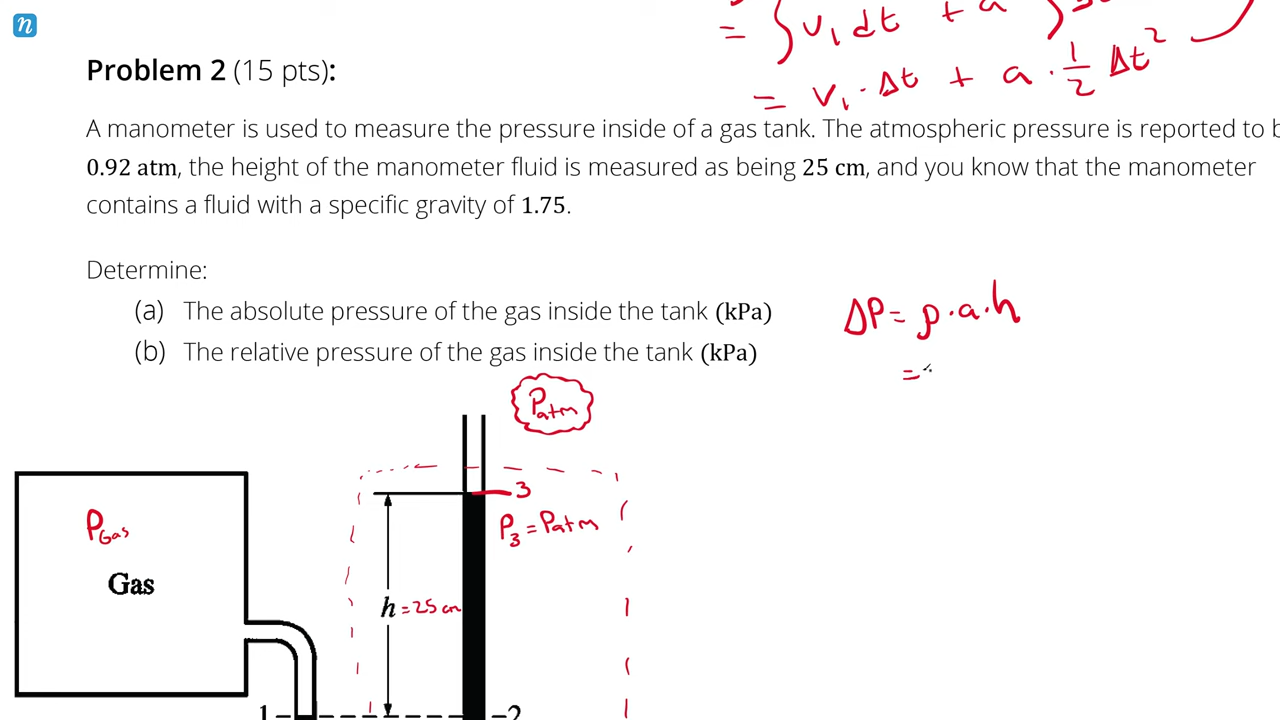 n
= ∫ v₁ dt + a ∫
= v₁ · Δt + a · 1/2 Δt²
Problem 2 (15 pts):
A manometer is used to measure the pressure inside of a gas tank. The atmospheric pressure is reported to b
0.92 atm, the height of the manometer fluid is measured as being 25 cm, and you know that the manometer
contains a fluid with a specific gravity of 1.75.
Determine:
(a) The absolute pressure of the gas inside the tank (kPa)
(b) The relative pressure of the gas inside the tank (kPa)
ΔP = ρ · a · h
=
Patm
3
P₃ = Patm
PGas
Gas
h = 25 cm
1
2